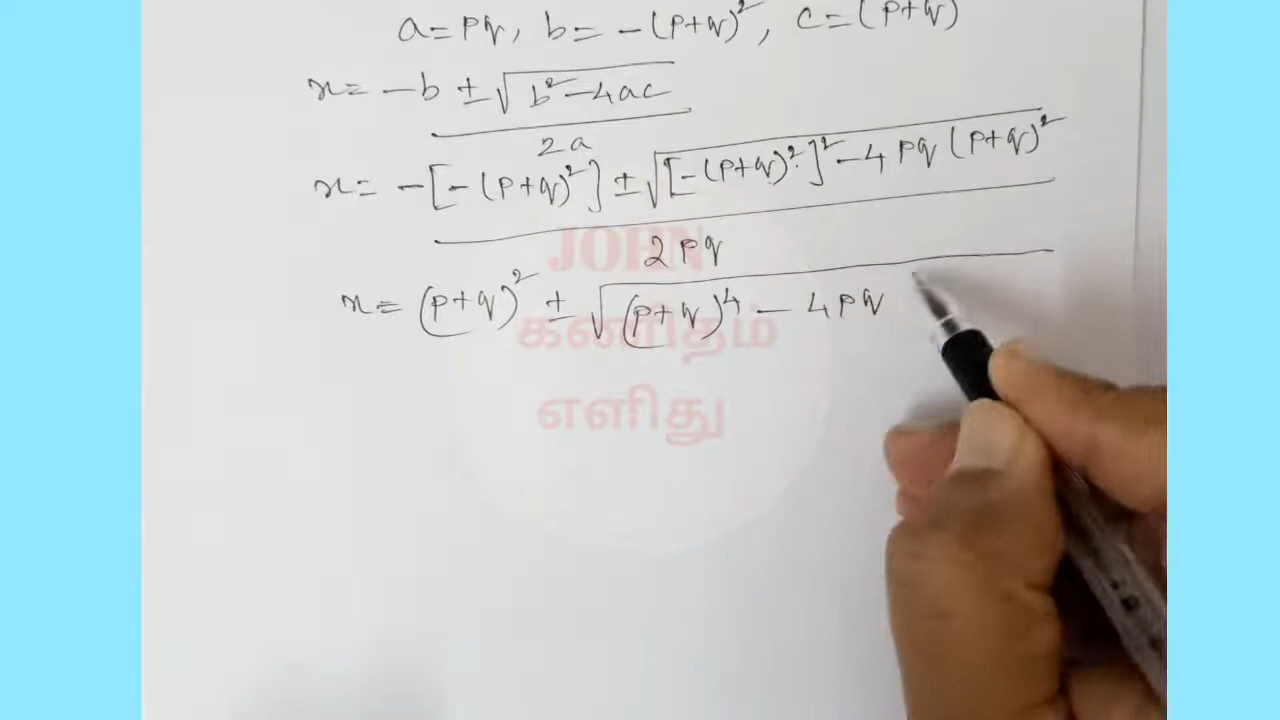 a=pq, b= -(p+q)², c=(p+q)
x= -b ± √b²-4ac
2a
x= -[-(p+q)²] ± √[-(p+q)²]² - 4pq(p+q)²
2pq
x= (p+q)² ± √(p+q)⁴ - 4pq
JOHN
கணிதம்
எளிது